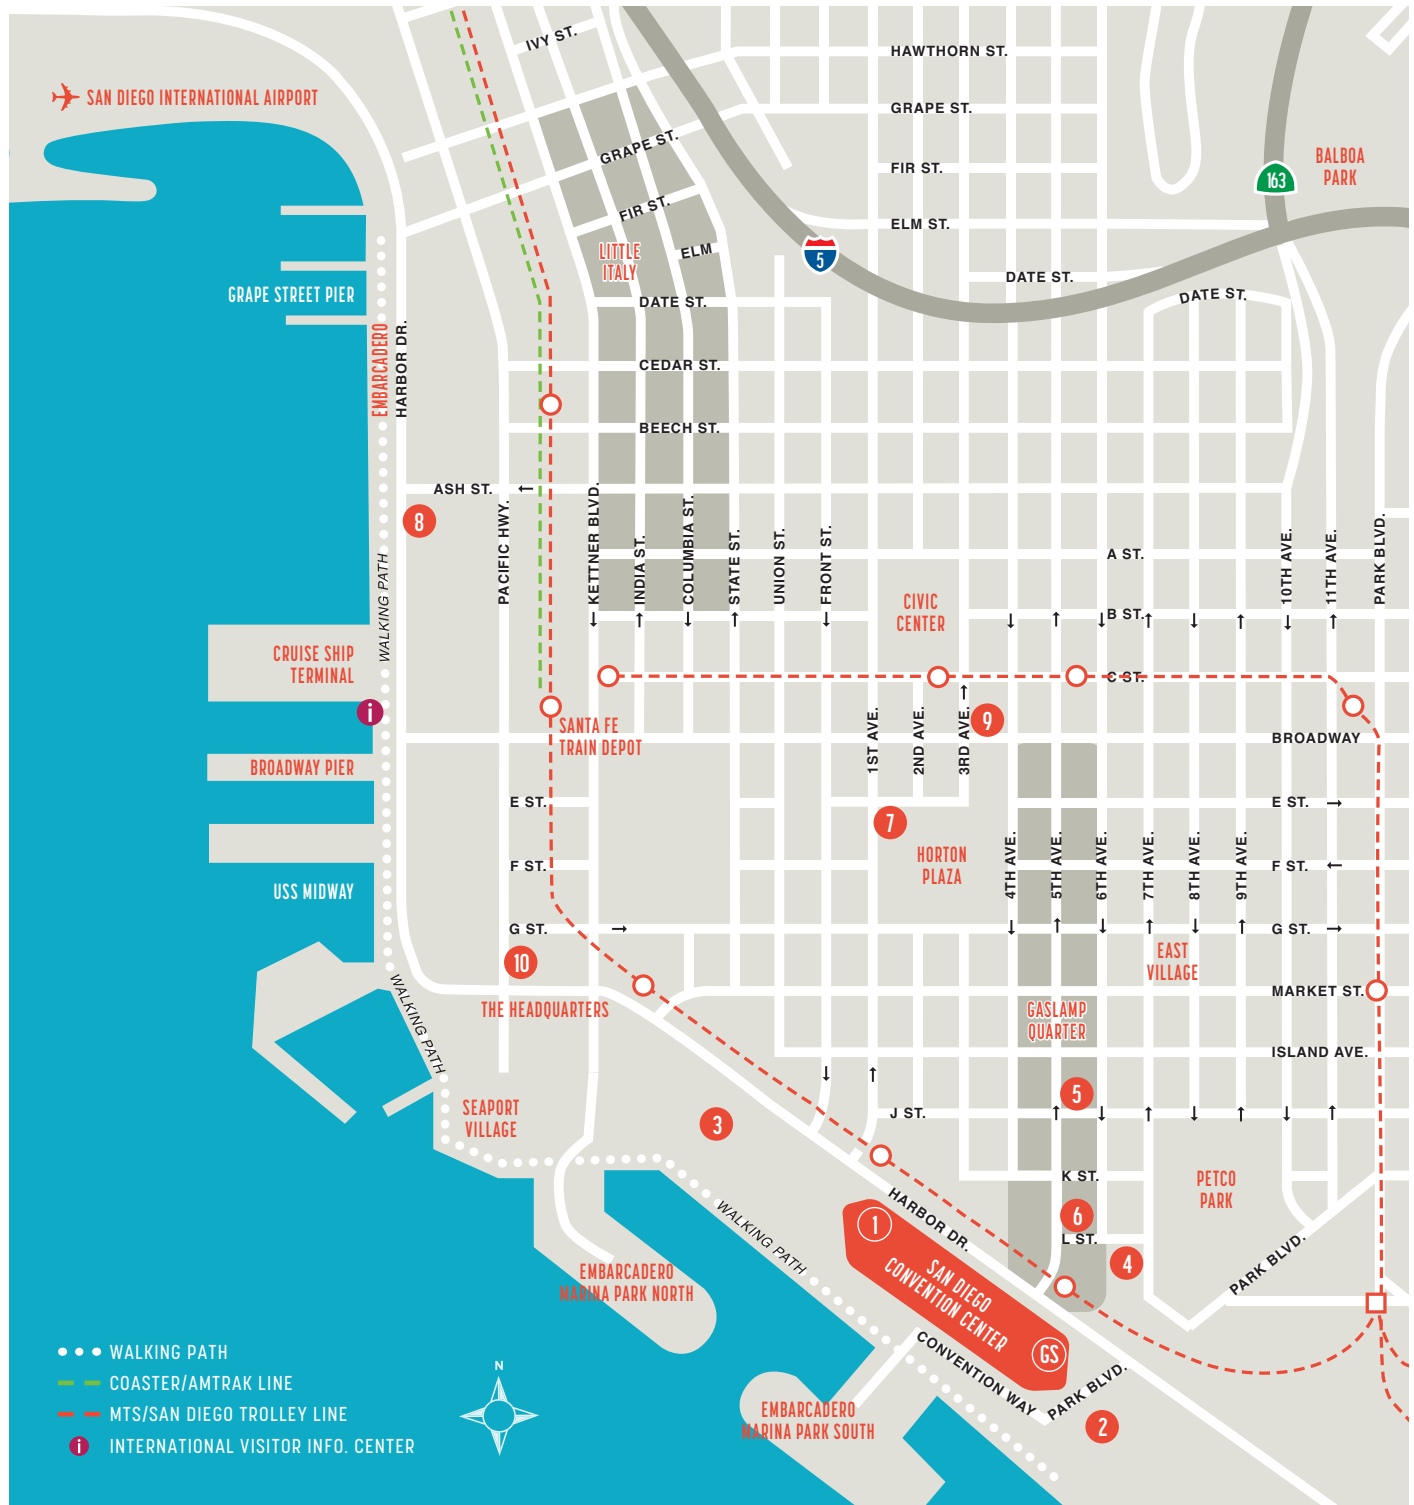 IVY ST.
HAWTHORN ST.
SAN DIEGO INTERNATIONAL AIRPORT
GRAPE ST.
GRAPE ST.
BALBOA
PARK
FIR ST.
163
FIR ST.
ELM ST.
LITTLE
ITALY
ELM
5
DATE ST.
GRAPE STREET PIER
DATE ST.
DATE ST.
EMBARCADERO
HARBOR DR.
CEDAR ST.
BEECH ST.
ASH ST.
8
PACIFIC HWY.
KETTNER BLVD.
INDIA ST.
COLUMBIA ST.
STATE ST.
UNION ST.
FRONT ST.
A ST.
10TH AVE.
11TH AVE.
PARK BLVD.
WALKING PATH
CIVIC
CENTER
B ST.
CRUISE SHIP
TERMINAL
C ST.
i
SANTA FE
TRAIN DEPOT
1ST AVE.
2ND AVE.
3RD AVE.
9
BROADWAY
BROADWAY PIER
E ST.
E ST.
7
HORTON
PLAZA
4TH AVE.
5TH AVE.
6TH AVE.
7TH AVE.
8TH AVE.
9TH AVE.
F ST.
F ST.
USS MIDWAY
G ST.
G ST.
10
EAST
VILLAGE
WALKING PATH
THE HEADQUARTERS
MARKET ST.
GASLAMP
QUARTER
ISLAND AVE.
5
SEAPORT
VILLAGE
3
J ST.
K ST.
PETCO
PARK
WALKING PATH
HARBOR DR.
1
6
L ST.
4
PARK BLVD.
SAN DIEGO
CONVENTION CENTER
GS
EMBARCADERO
MARINA PARK NORTH
CONVENTION WAY
PARK BLVD.
2
EMBARCADERO
MARINA PARK SOUTH
WALKING PATH
COASTER/AMTRAK LINE
MTS/SAN DIEGO TROLLEY LINE
i INTERNATIONAL VISITOR INFO. CENTER
N